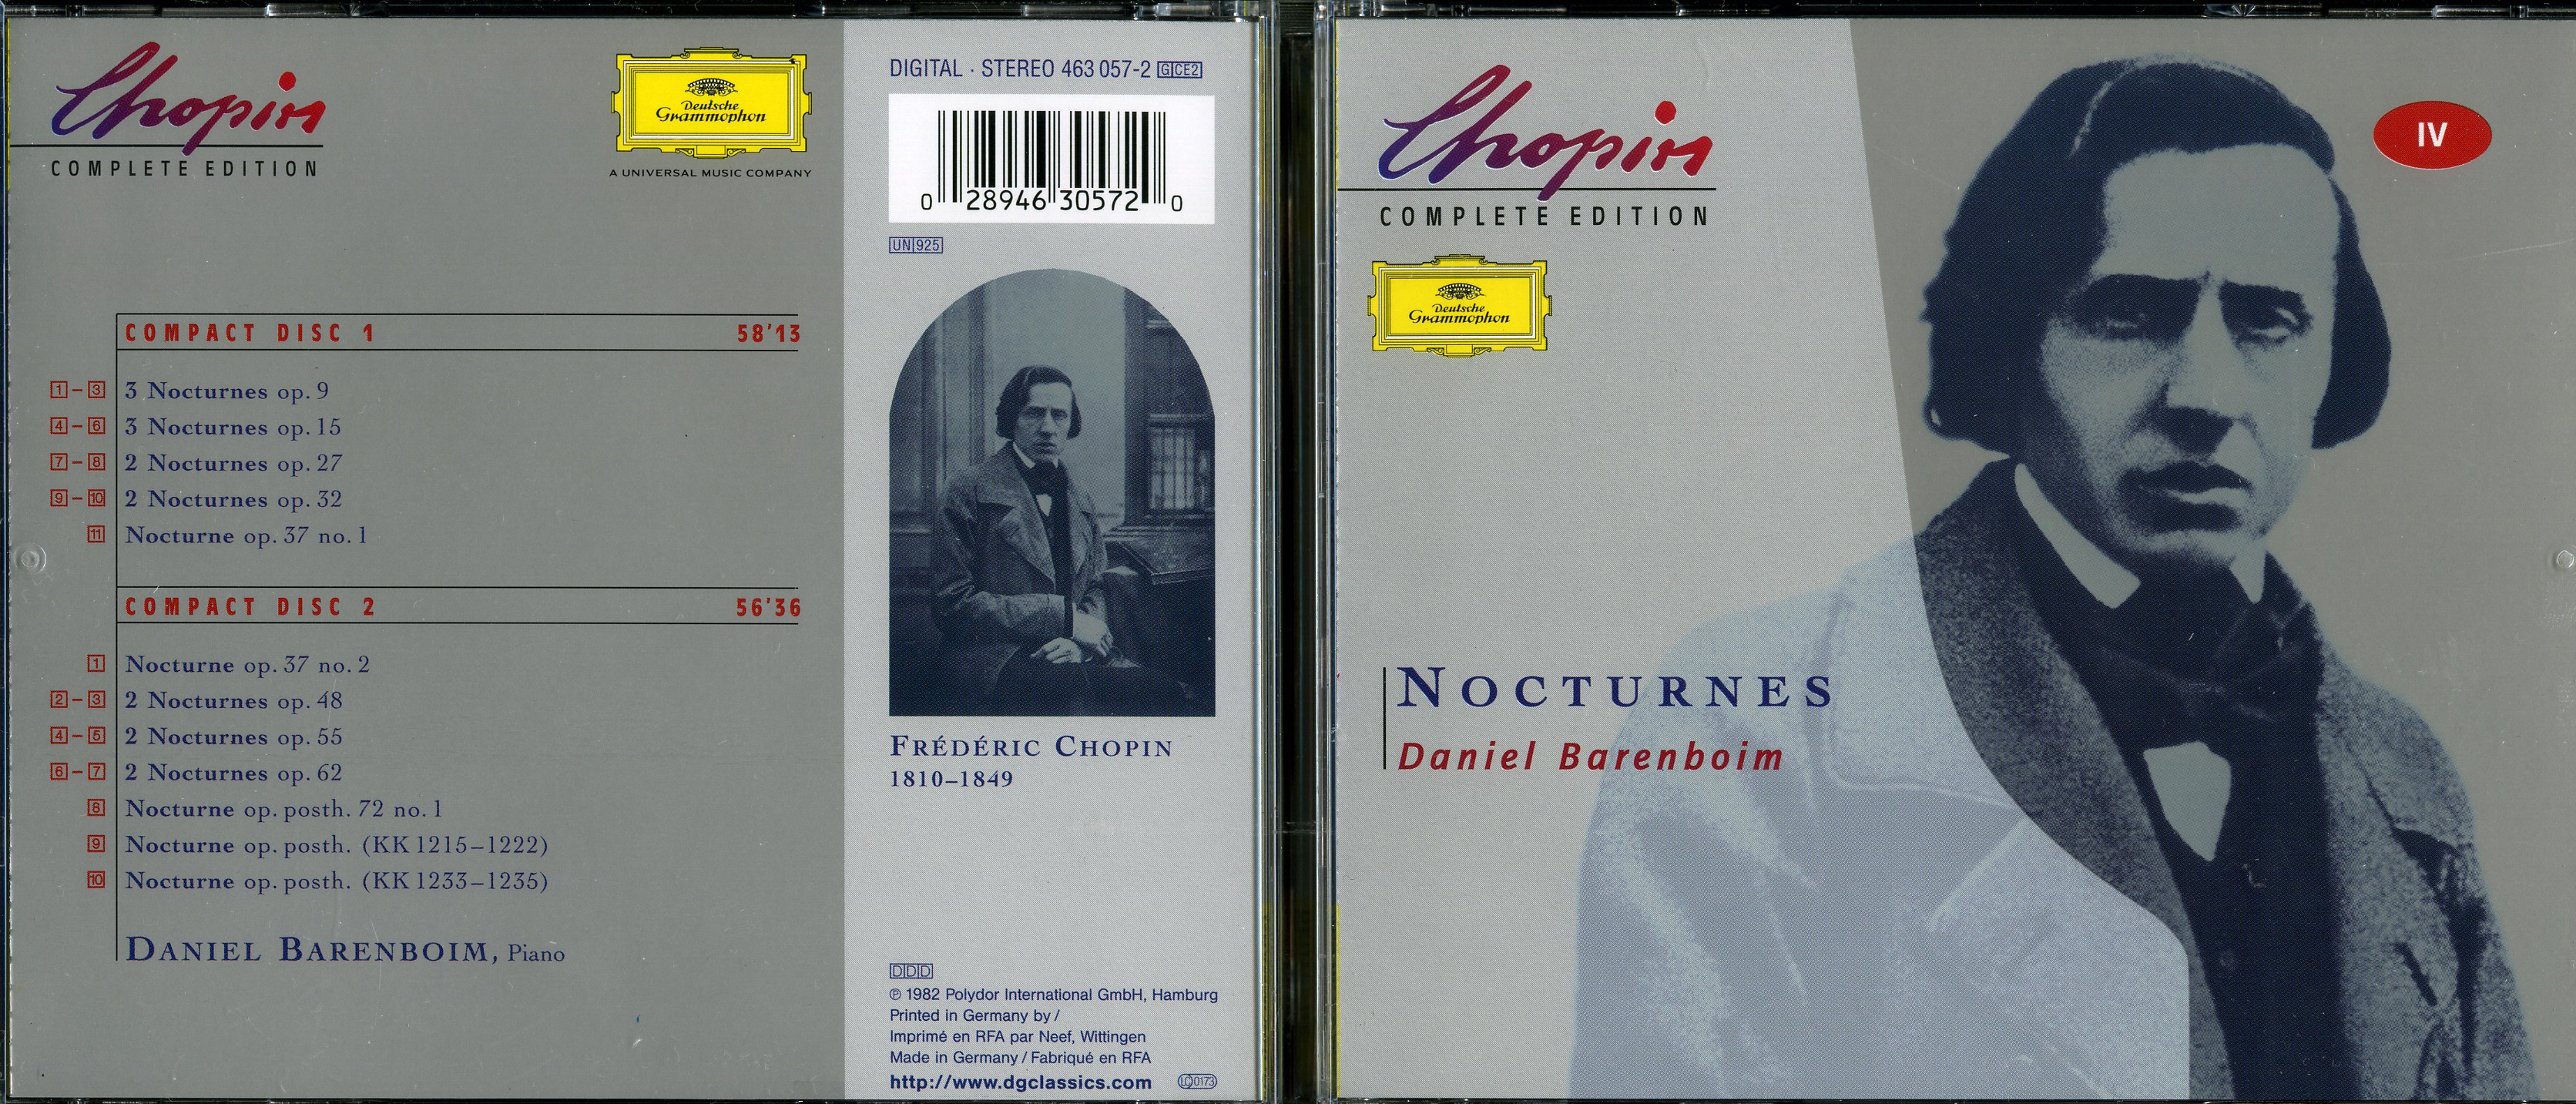 Chopin
COMPLETE EDITION
Deutsche
Grammophon
A UNIVERSAL MUSIC COMPANY
COMPACT DISC 1 58'13
1–3 3 Nocturnes op. 9
4–6 3 Nocturnes op. 15
7–8 2 Nocturnes op. 27
9–10 2 Nocturnes op. 32
11 Nocturne op. 37 no. 1
COMPACT DISC 2 56'36
1 Nocturne op. 37 no. 2
2–3 2 Nocturnes op. 48
4–5 2 Nocturnes op. 55
6–7 2 Nocturnes op. 62
8 Nocturne op. posth. 72 no. 1
9 Nocturne op. posth. (KK 1215–1222)
10 Nocturne op. posth. (KK 1233–1235)
DANIEL BARENBOIM, Piano
DIGITAL · STEREO 463 057-2 G CE2
0 28946 30572 0
UN 925
FRÉDÉRIC CHOPIN
1810–1849
DDD
℗ 1982 Polydor International GmbH, Hamburg
Printed in Germany by /
Imprimé en RFA par Neef, Wittingen
Made in Germany / Fabriqué en RFA
http://www.dgclassics.com LC 0173
Chopin
COMPLETE EDITION
IV
Deutsche
Grammophon
NOCTURNES
Daniel Barenboim